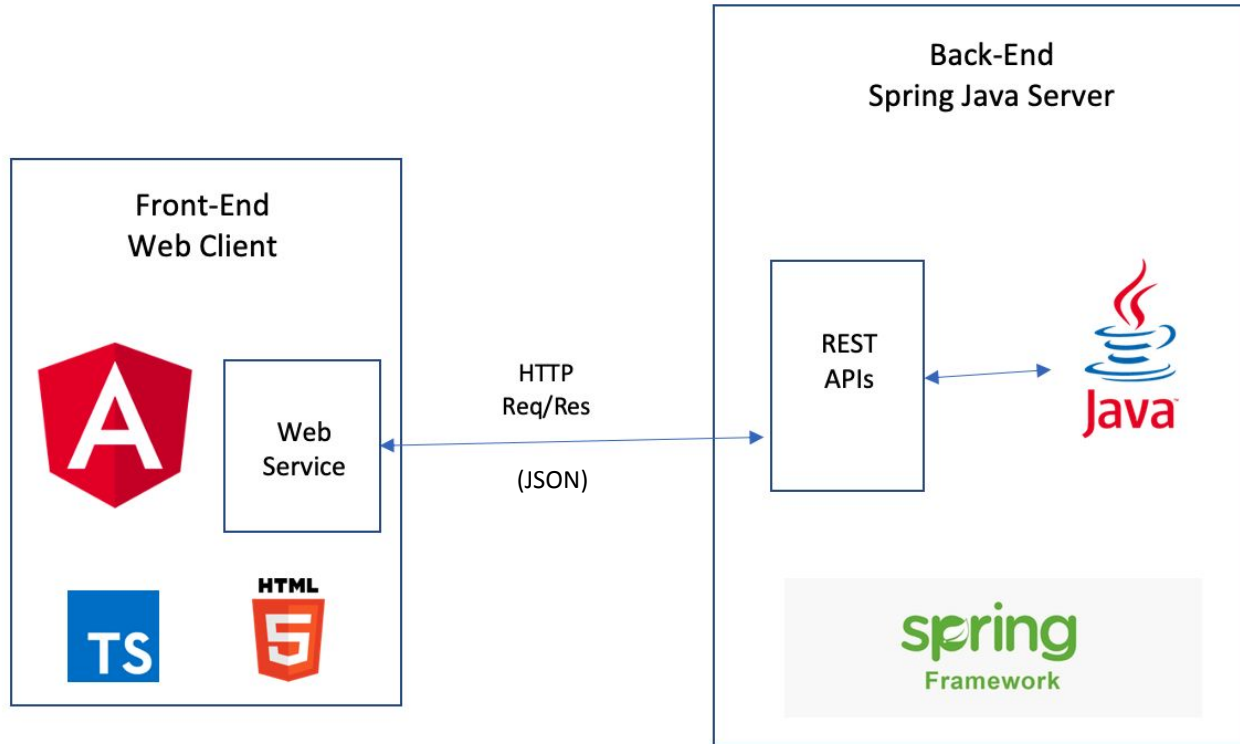 Back-End
Spring Java Server
Front-End
Web Client
A
Web
Service
HTTP
Req/Res
(JSON)
REST
APIs
Java™
TS
HTML
5
spring
Framework